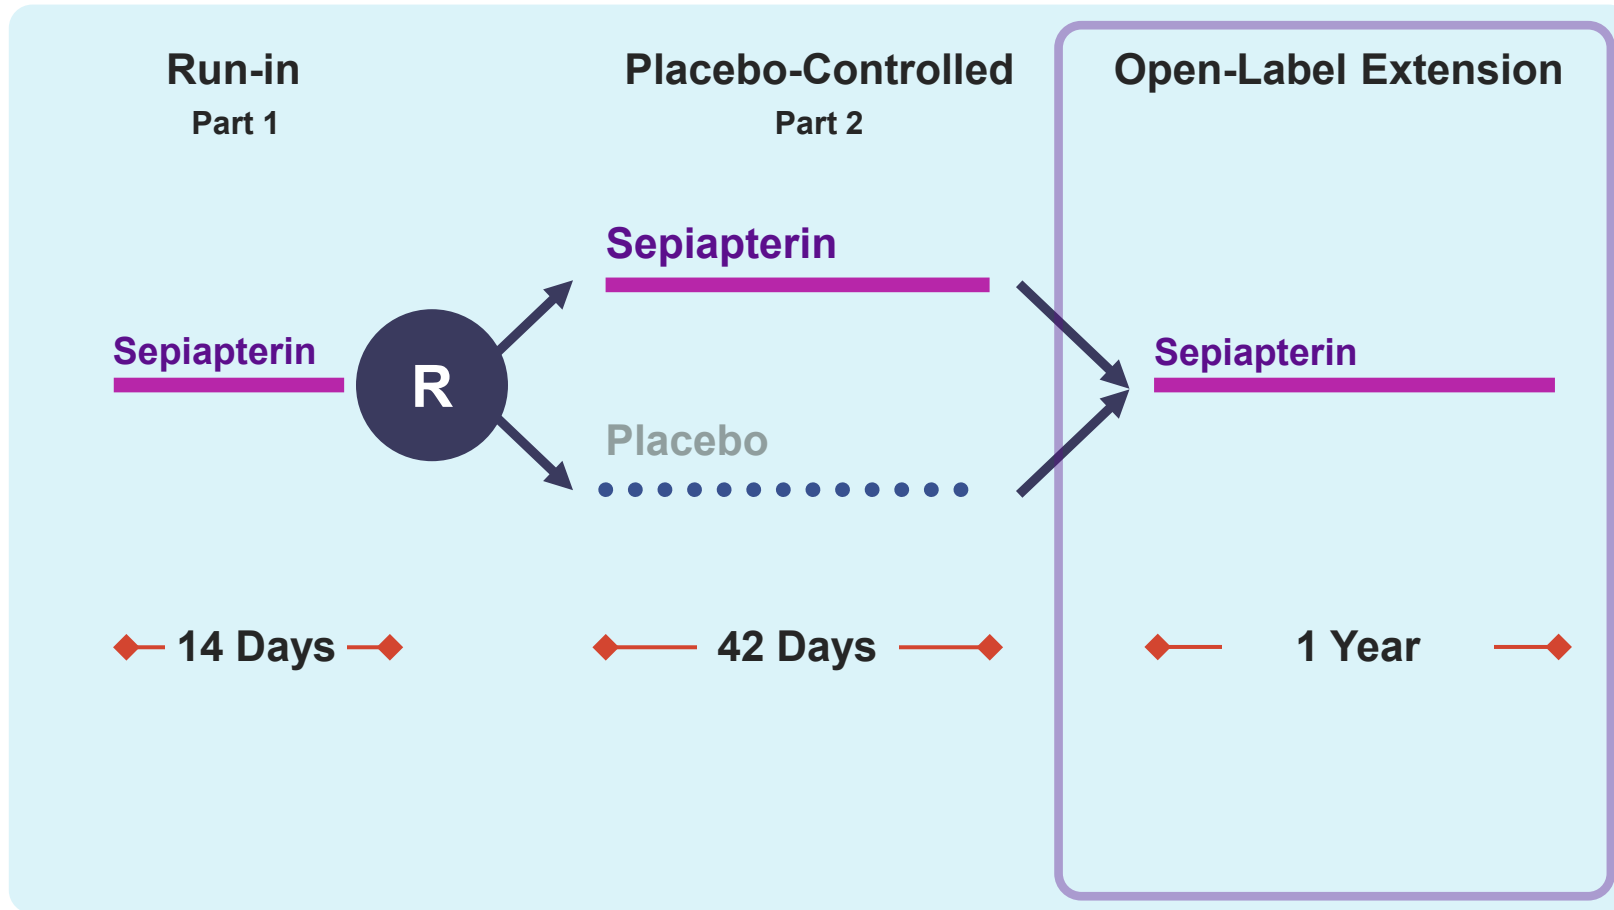 Run-in
Part 1
Placebo-Controlled
Part 2
Open-Label Extension
Sepiapterin
R
Sepiapterin
Placebo
Sepiapterin
14 Days
42 Days
1 Year